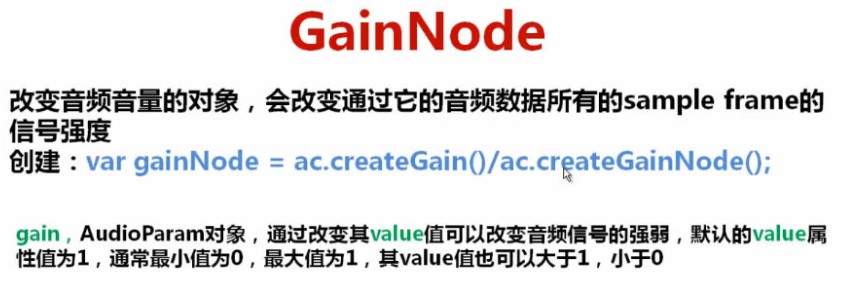 GainNode
改变音频音量的对象，会改变通过它的音频数据所有的sample frame的
信号强度
创建：var gainNode = ac.createGain()/ac.createGainNode();
gain，AudioParam对象，通过改变其value值可以改变音频信号的强弱，默认的value属
性值为1，通常最小值为0，最大值为1，其value值也可以大于1，小于0